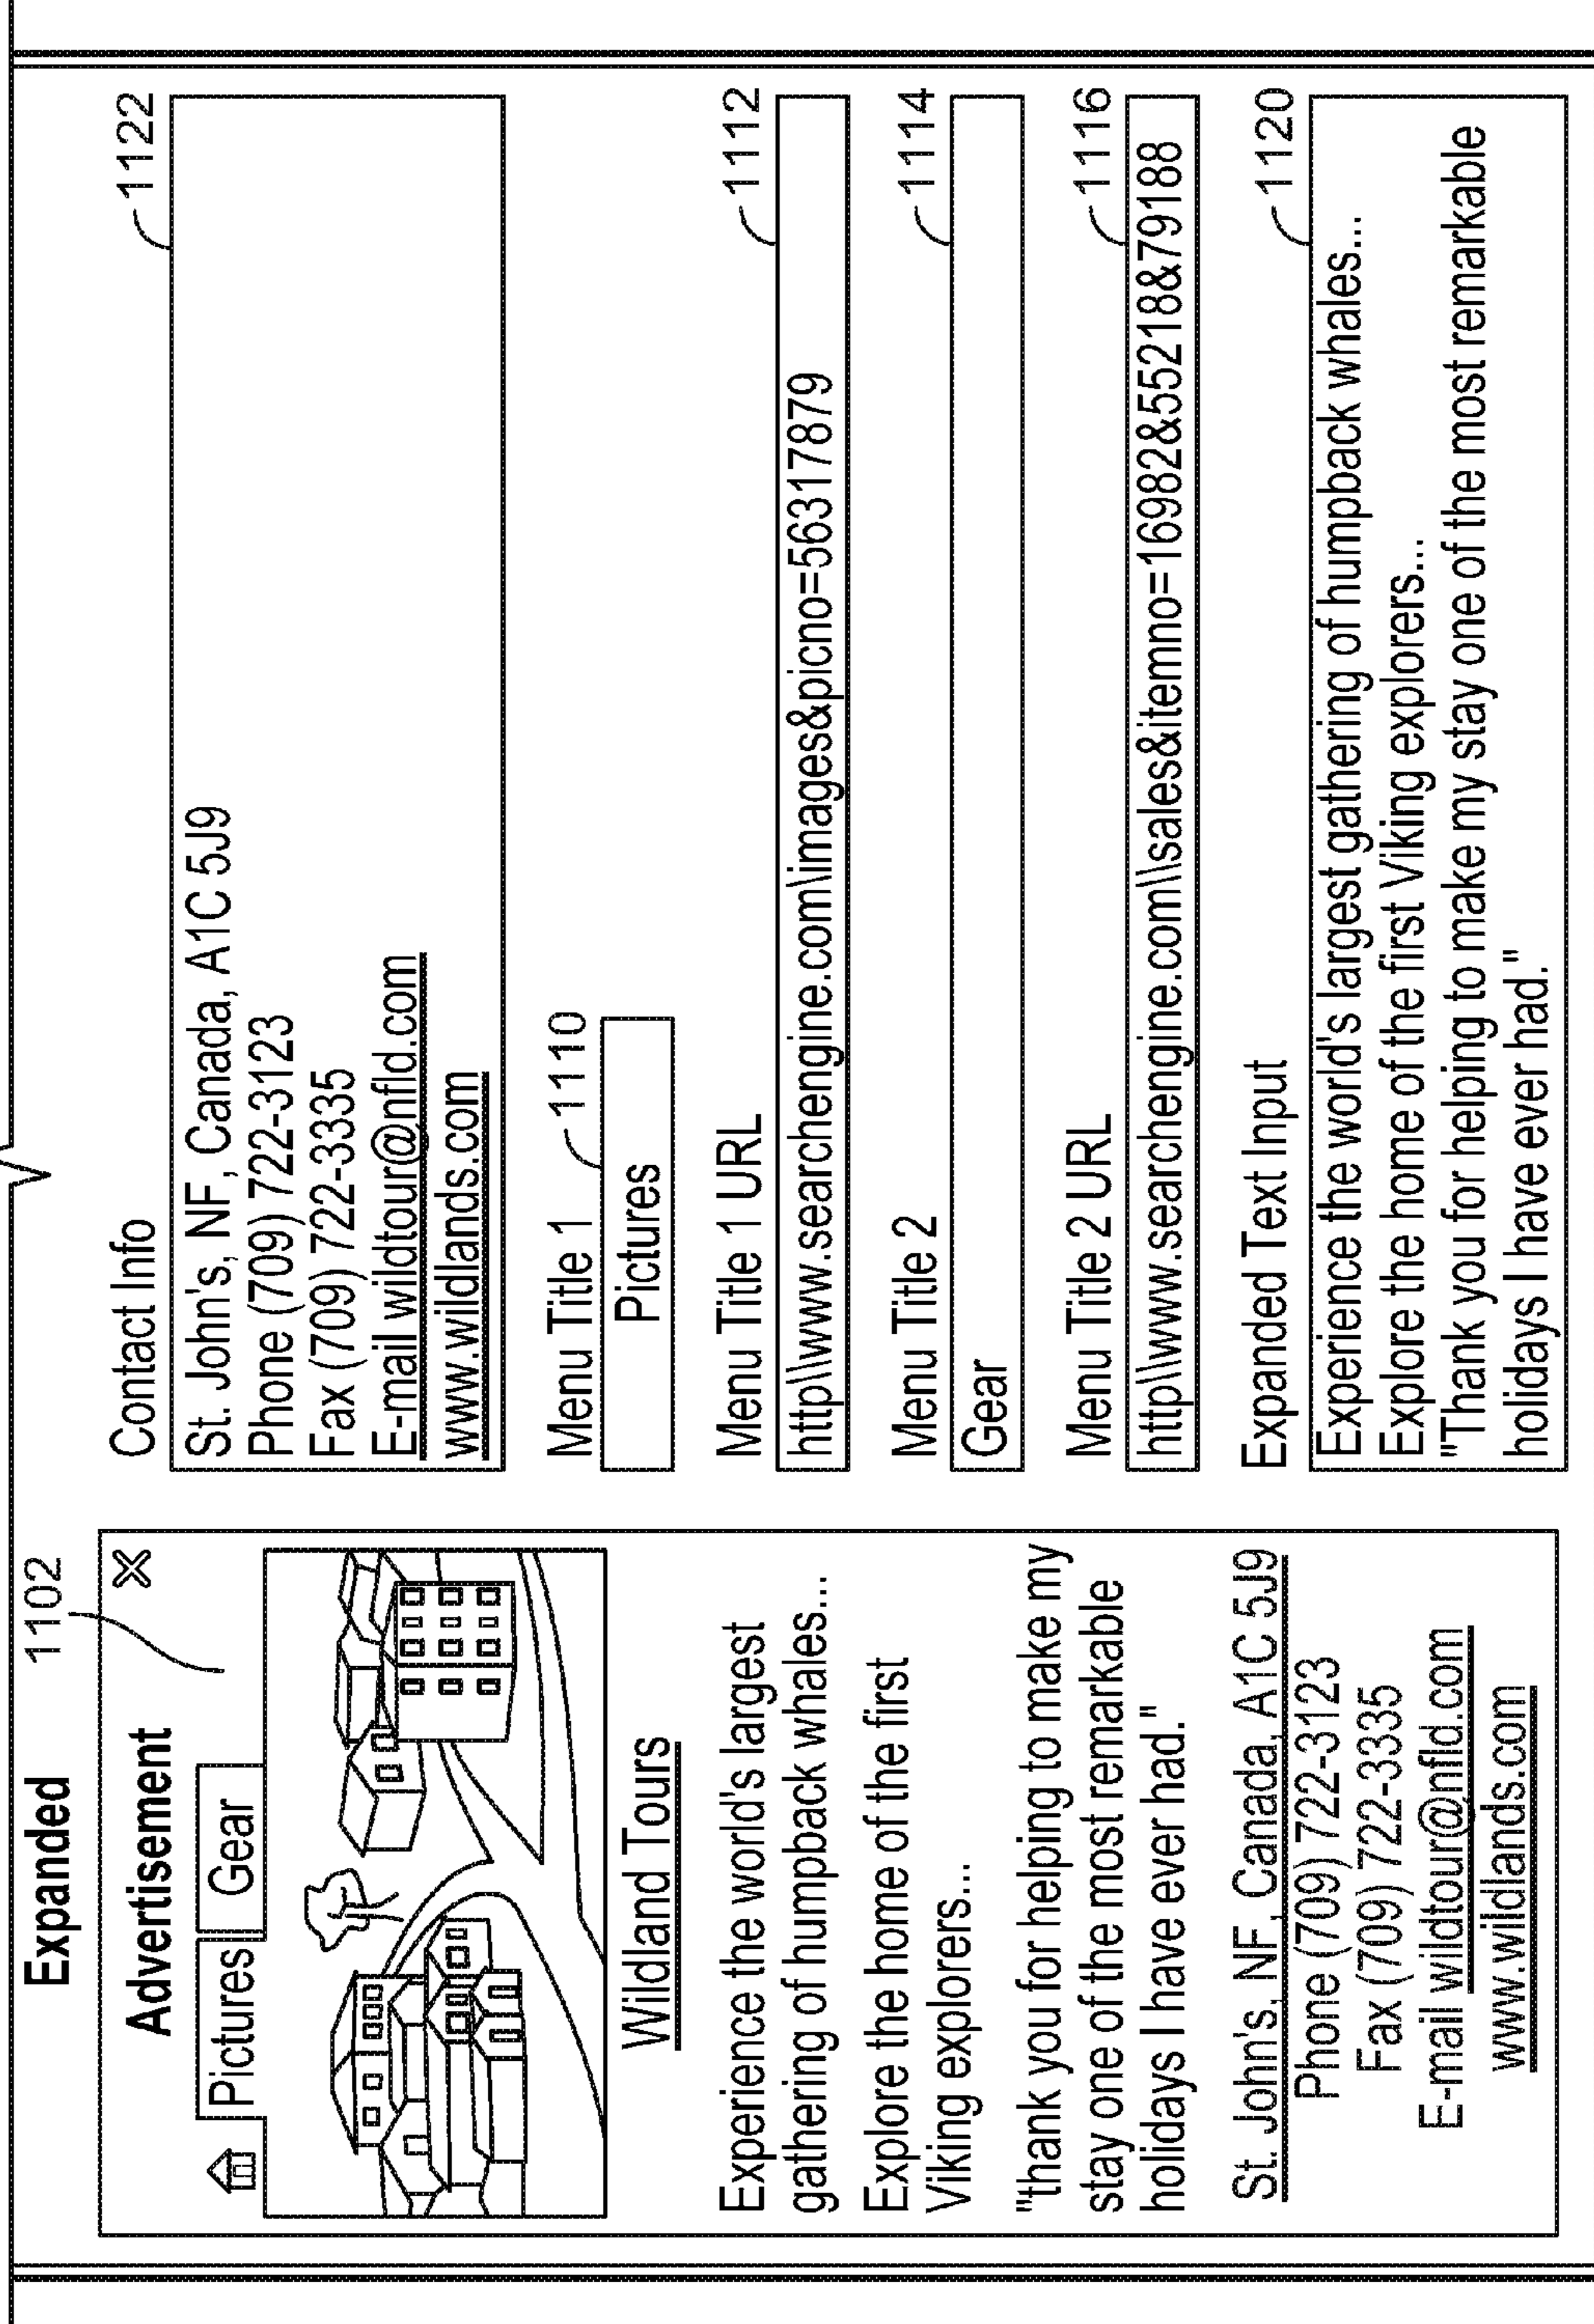 Expanded
1102
Advertisement
X
Pictures
Gear
Wildland Tours
Experience the world's largest
gathering of humpback whales...
Explore the home of the first
Viking explorers...
"thank you for helping to make my
stay one of the most remarkable
holidays I have ever had."
St. John's, NF, Canada, A1C 5J9
Phone (709) 722-3123
Fax (709) 722-3335
E-mail wildtour@nfld.com
www.wildlands.com
Contact Info
1122
St. John's, NF, Canada, A1C 5J9
Phone (709) 722-3123
Fax (709) 722-3335
E-mail wildtour@nfld.com
www.wildlands.com
Menu Title 1
1110
Pictures
Menu Title 1 URL
1112
http\\www.searchengine.com\images&picno=56317879
Menu Title 2
1114
Gear
Menu Title 2 URL
1116
http\\www.searchengine.com\\sales&itemno=16982&55218&79188
Expanded Text Input
1120
Experience the world's largest gathering of humpback whales...
Explore the home of the first Viking explorers...
"Thank you for helping to make my stay one of the most remarkable
holidays I have ever had."